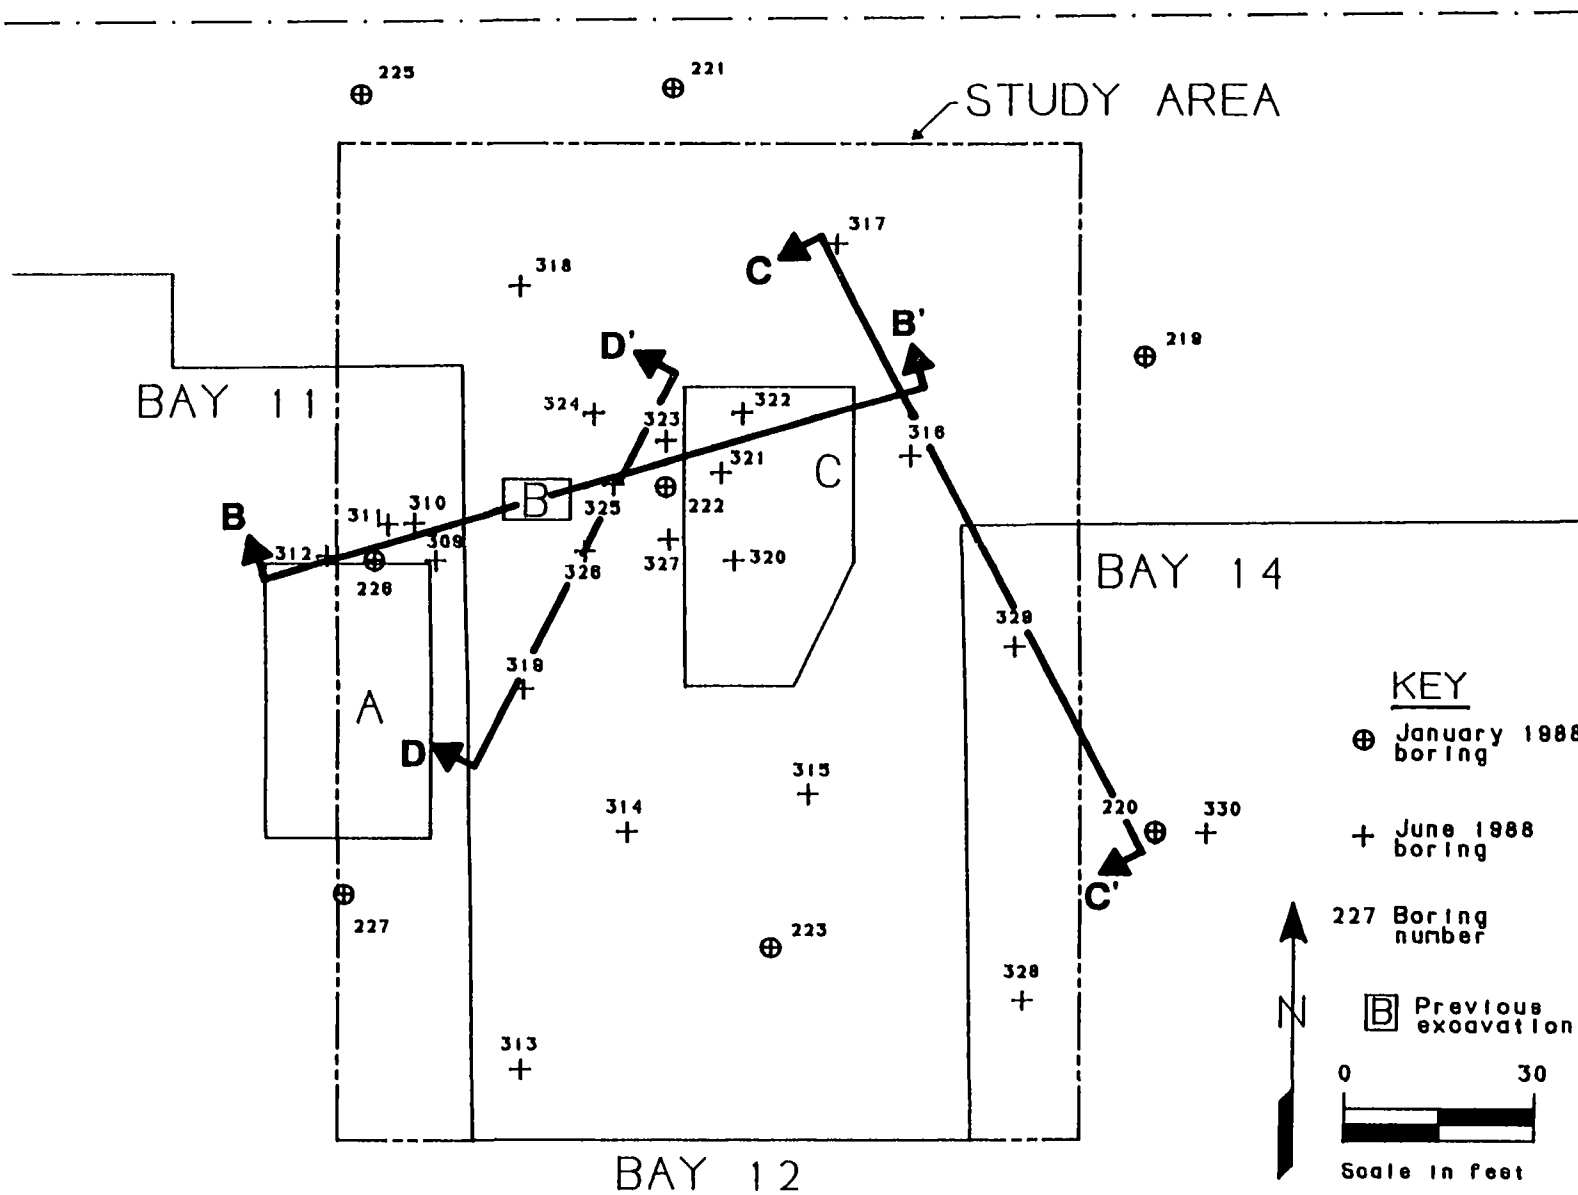 225
221
STUDY AREA
317
C
318
B'
D'
219
BAY 11
324
322
323
316
321
C
B
B
325
222
311
310
312
309
327
320
326
226
BAY 14
329
319
A
KEY
D
January 1988
boring
315
314
220
330
June 1988
boring
C'
227
223
227 Boring
number
328
N
B Previous
excavation
313
0 30
Scale in feet
BAY 12